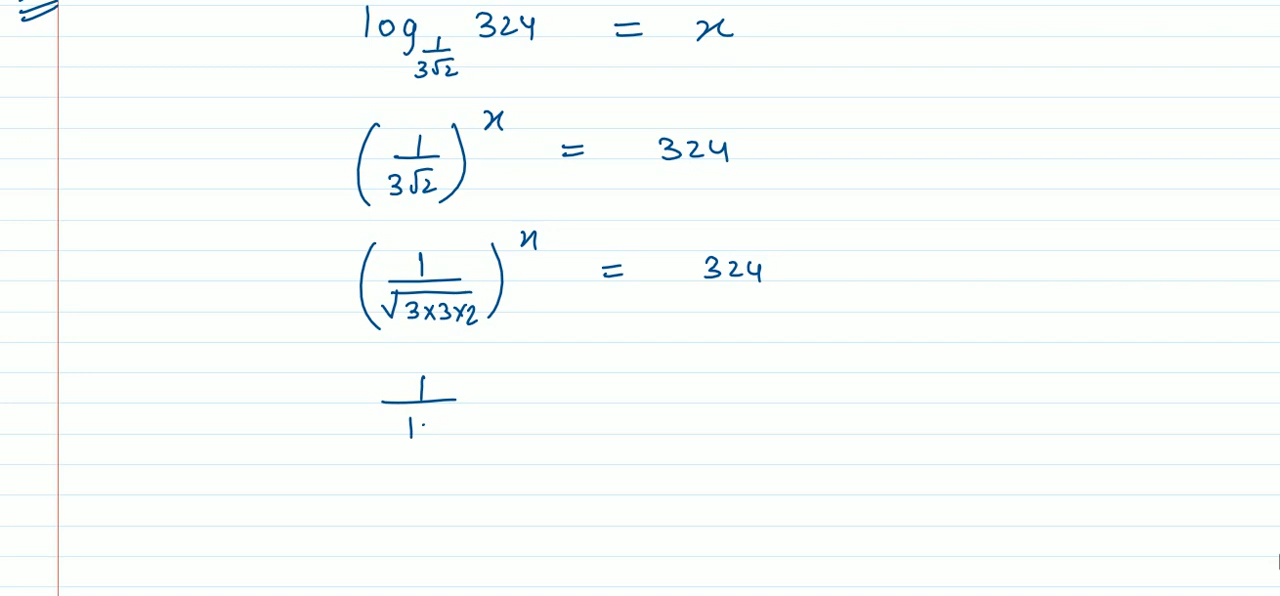 log_{1/(3√2)} 324 = x
(1/(3√2))^x = 324
(1/√(3×3×2))^x = 324
1/1